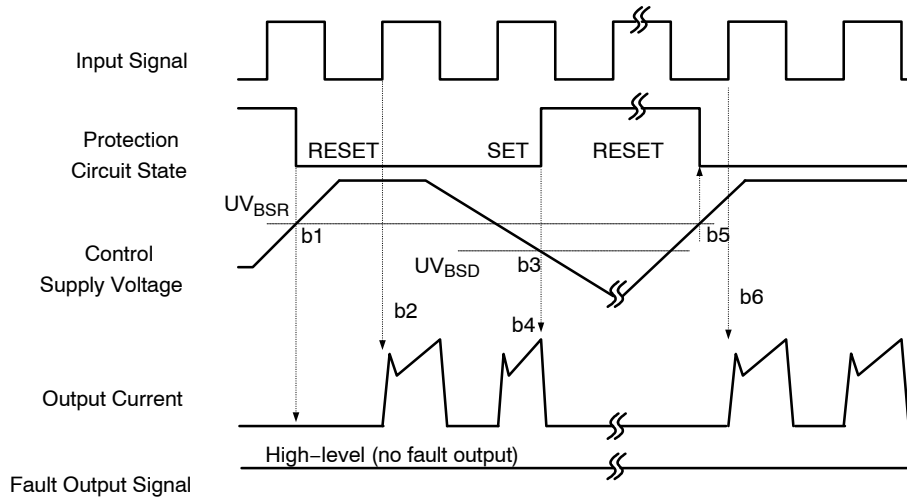 Input Signal
Protection
Circuit State
RESET
SET
RESET
UVBSR
b1
b5
Control
Supply Voltage
UVBSD
b3
b6
b2
b4
Output Current
High−level (no fault output)
Fault Output Signal